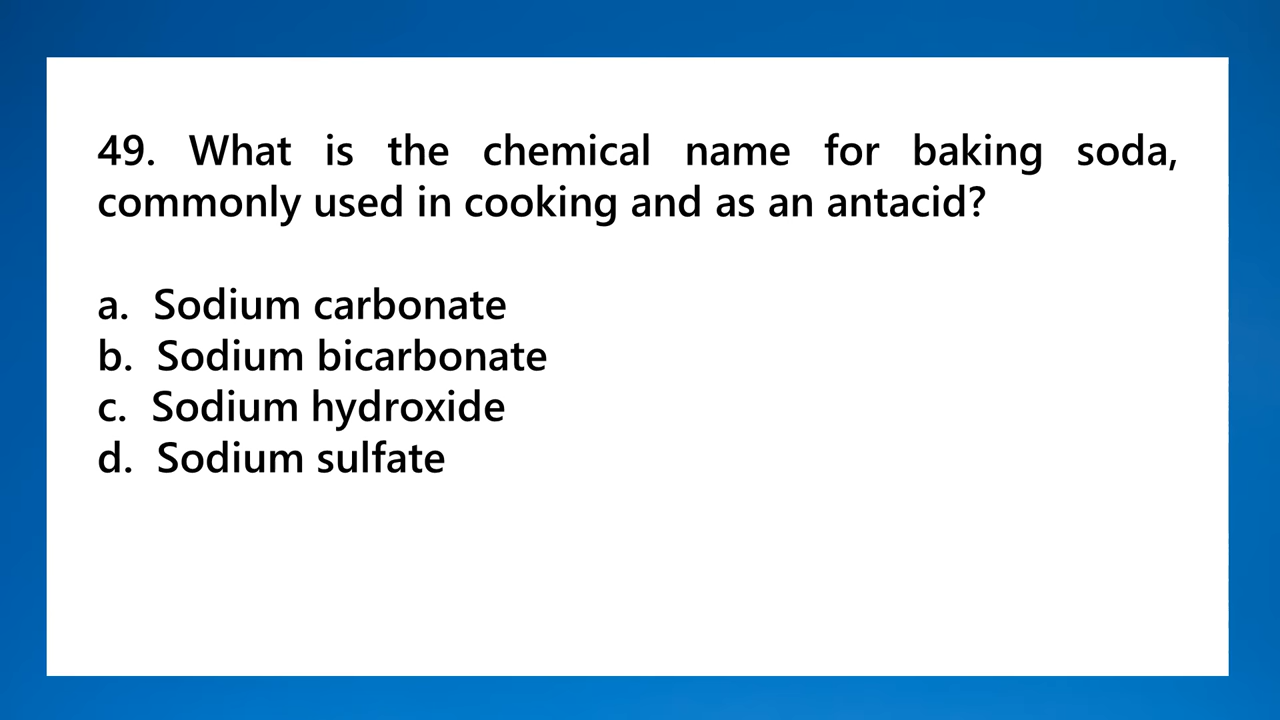 49. What is the chemical name for baking soda,
commonly used in cooking and as an antacid?
a. Sodium carbonate
b. Sodium bicarbonate
c. Sodium hydroxide
d. Sodium sulfate